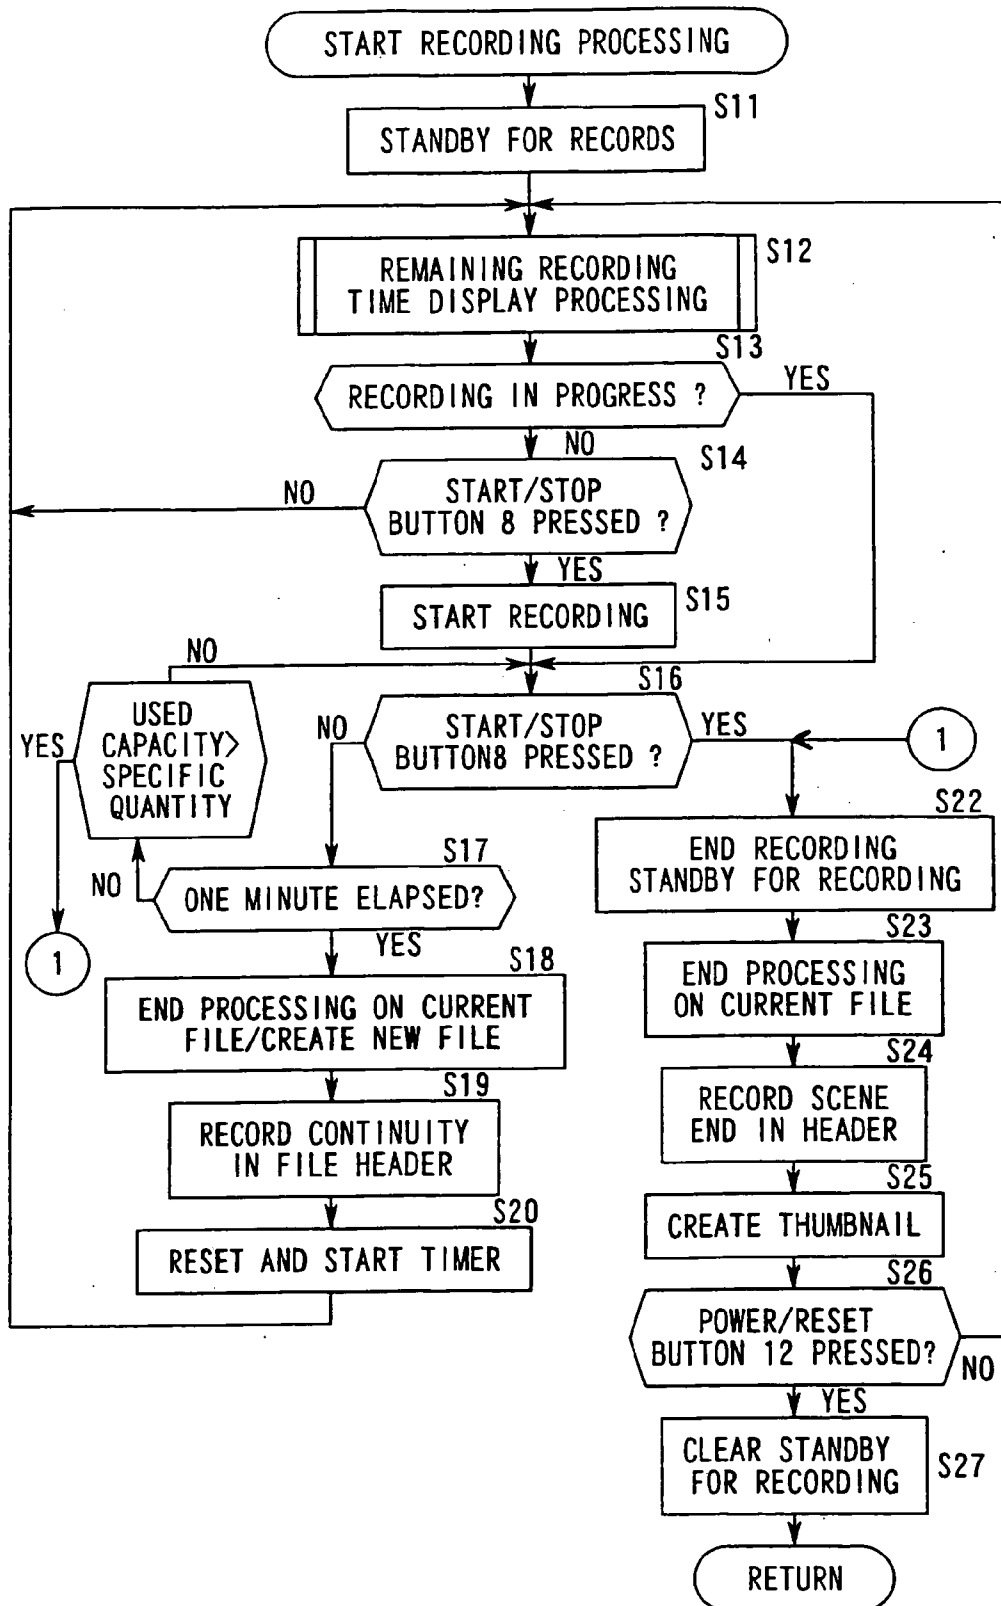 START RECORDING PROCESSING
S11
STANDBY FOR RECORDS
S12
REMAINING RECORDING
TIME DISPLAY PROCESSING
S13
RECORDING IN PROGRESS ?
YES
NO
S14
START/STOP
BUTTON 8 PRESSED ?
NO
YES
S15
START RECORDING
NO
S16
USED
CAPACITY>
SPECIFIC
QUANTITY
YES
START/STOP
BUTTON8 PRESSED ?
NO
YES
1
S22
END RECORDING
STANDBY FOR RECORDING
S17
NO
ONE MINUTE ELAPSED?
YES
1
S23
END PROCESSING
ON CURRENT FILE
S18
END PROCESSING ON CURRENT
FILE/CREATE NEW FILE
S24
RECORD SCENE
END IN HEADER
S19
RECORD CONTINUITY
IN FILE HEADER
S25
CREATE THUMBNAIL
S20
RESET AND START TIMER
S26
POWER/RESET
BUTTON 12 PRESSED?
NO
YES
CLEAR STANDBY
FOR RECORDING
S27
RETURN